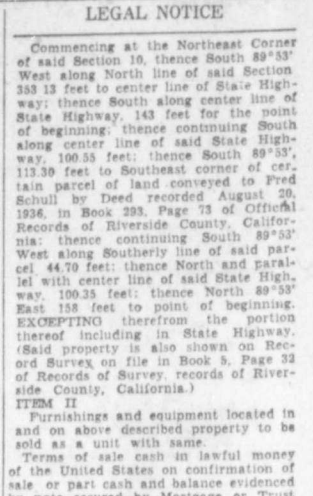 LEGAL NOTICE
Commencing at the Northeast Corner
of said Section 10, thence South 89°53'
West along North line of said Section
353 13 feet to center line of State High-
way; thence South along center line of
State Highway, 143 feet for the point
of beginning; thence continuing South
along center line of said State High-
way, 100.55 feet; thence South 89°53',
113.30 feet to Southeast corner of cer-
tain parcel of land conveyed to Fred
Schull by Deed recorded August 20,
1936, in Book 293, Page 73 of Official
Records of Riverside County, Califor-
nia; thence continuing South 89°53'
West along Southerly line of said par-
cel 44.70 feet; thence North and paral-
lel with center line of said State High-
way, 100.35 feet; thence North 89°53'
East 158 feet to point of beginning.
EXCEPTING therefrom the portion
thereof including in State Highway.
(Said property is also shown on Rec-
ord Survey on file in Book 5, Page 32
of Records of Survey, records of River-
side County, California.)
ITEM II
Furnishings and equipment located in
and on above described property to be
sold as a unit with same.
Terms of sale cash in lawful money
of the United States on confirmation of
sale or part cash and balance evidenced